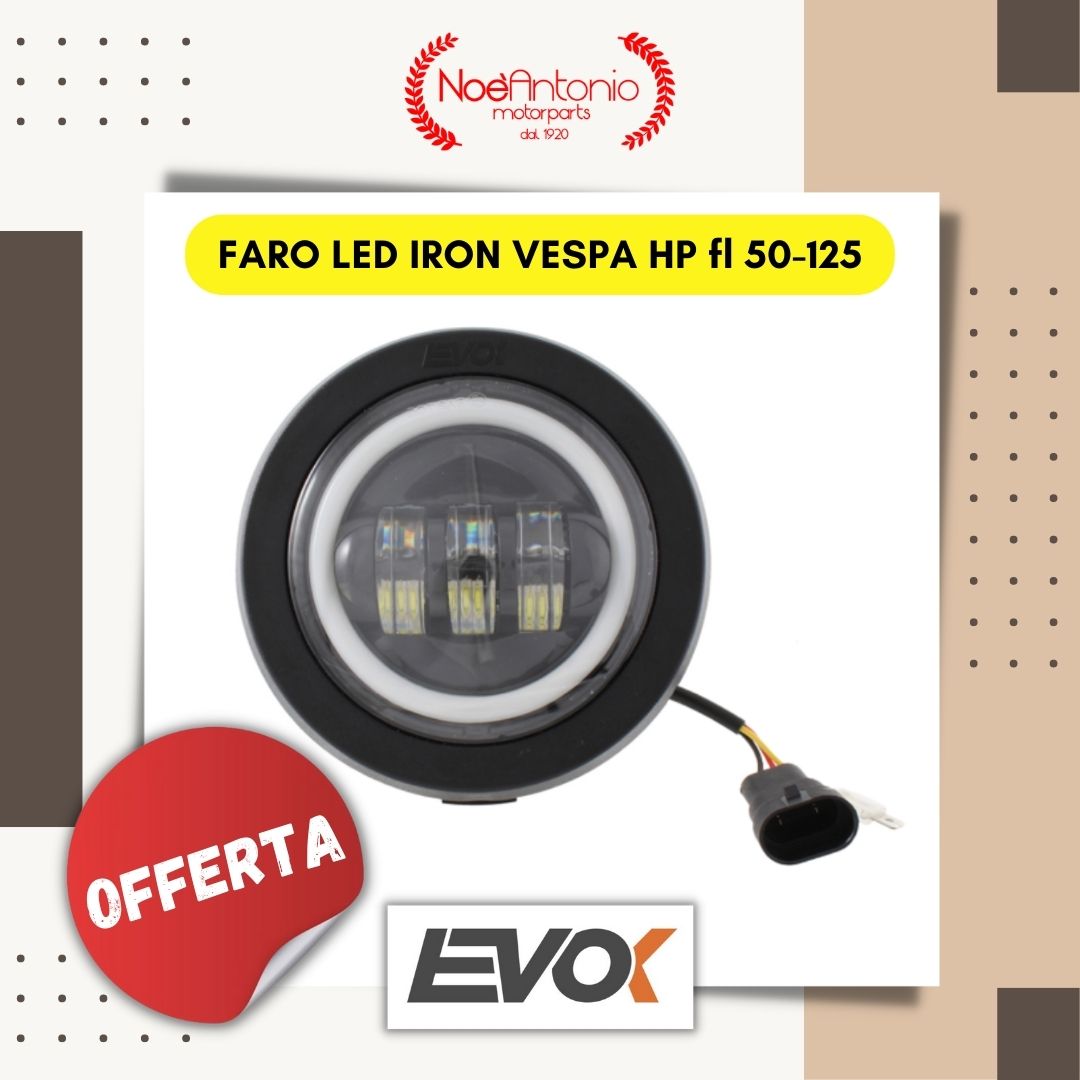 NoèAntonio
motorparts
dal 1920
FARO LED IRON VESPA HP fl 50-125
EVOK
OFFERTA
EVOK